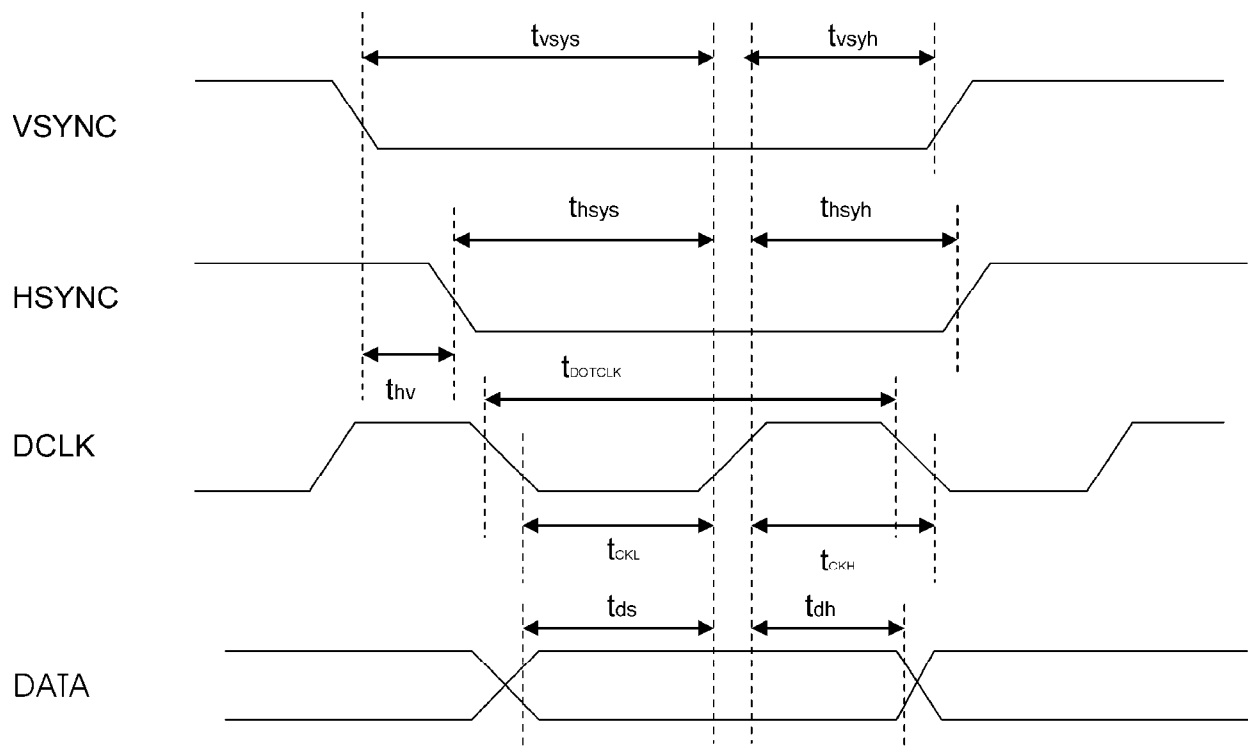 tvsys tvsyh
VSYNC
thsys thsyh
HSYNC
thv tDOTCLK
DCLK
tCKL tCKH
tds tdh
DATA